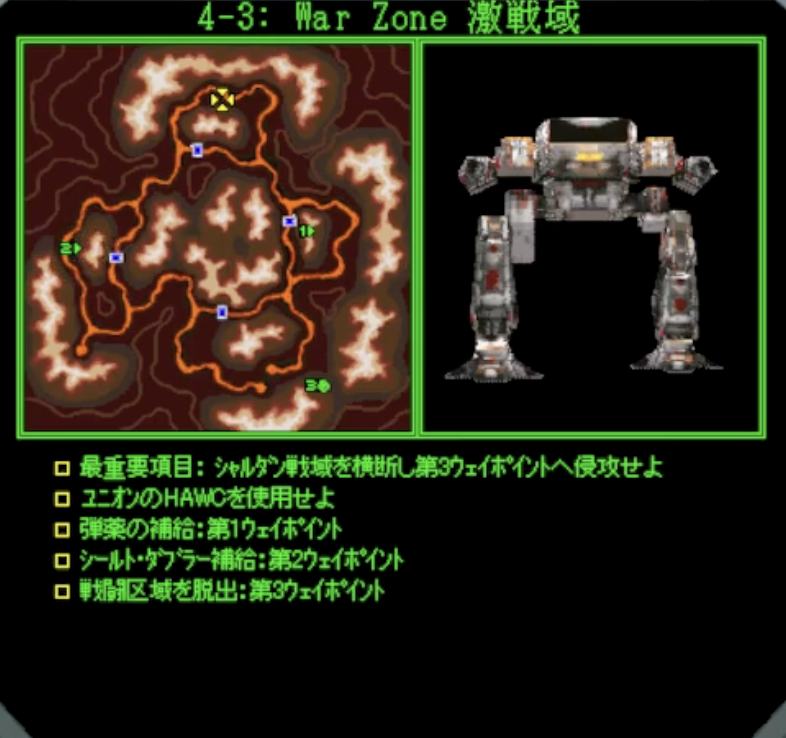 4-3: War Zone 激戦域
1
2
3
最重要項目: シャルダン戦域を横断し第3ウェイポイントへ侵攻せよ
ユニオンのHAWCを使用せよ
弾薬の補給:第1ウェイポイント
シールト・ダブラー補給:第2ウェイポイント
戦闘区域を脱出:第3ウェイポイント